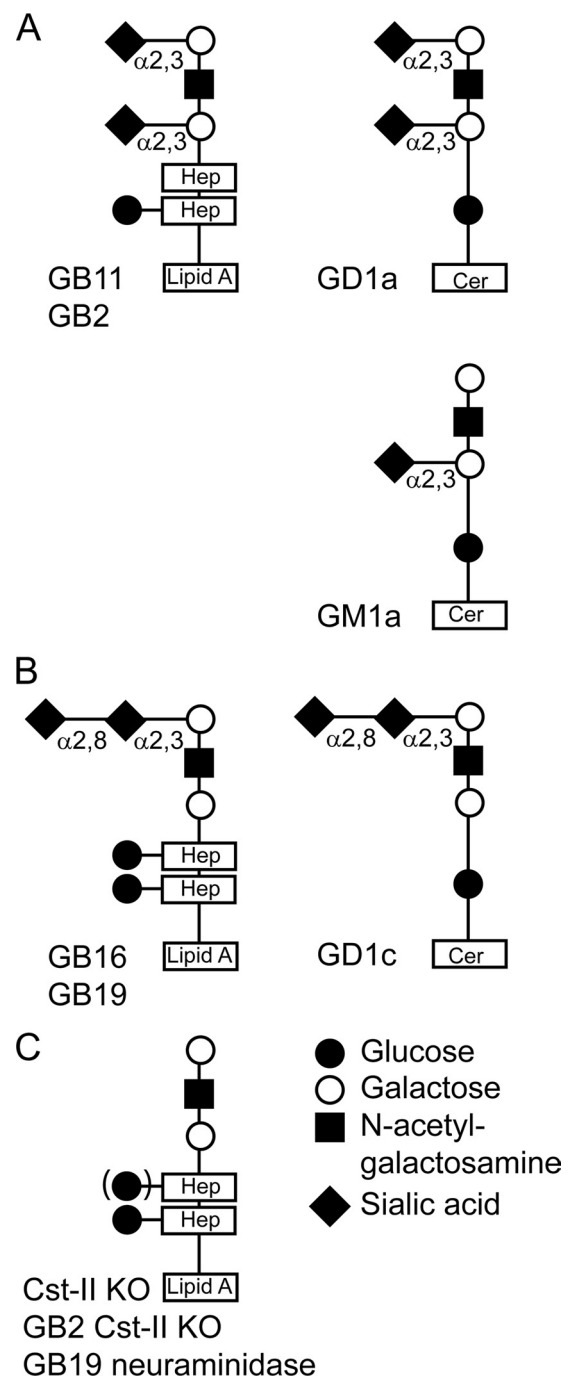 A
α2,3
α2,3
α2,3
α2,3
Hep
Hep
GB11
Lipid A
GD1a
Cer
GB2
α2,3
GM1a
Cer
B
α2,8
α2,3
α2,8
α2,3
Hep
Hep
GB16
Lipid A
GD1c
Cer
GB19
C
Glucose
Galactose
N-acetyl-
galactosamine
Sialic acid
( )
Hep
Hep
Cst-II KO
Lipid A
GB2 Cst-II KO
GB19 neuraminidase